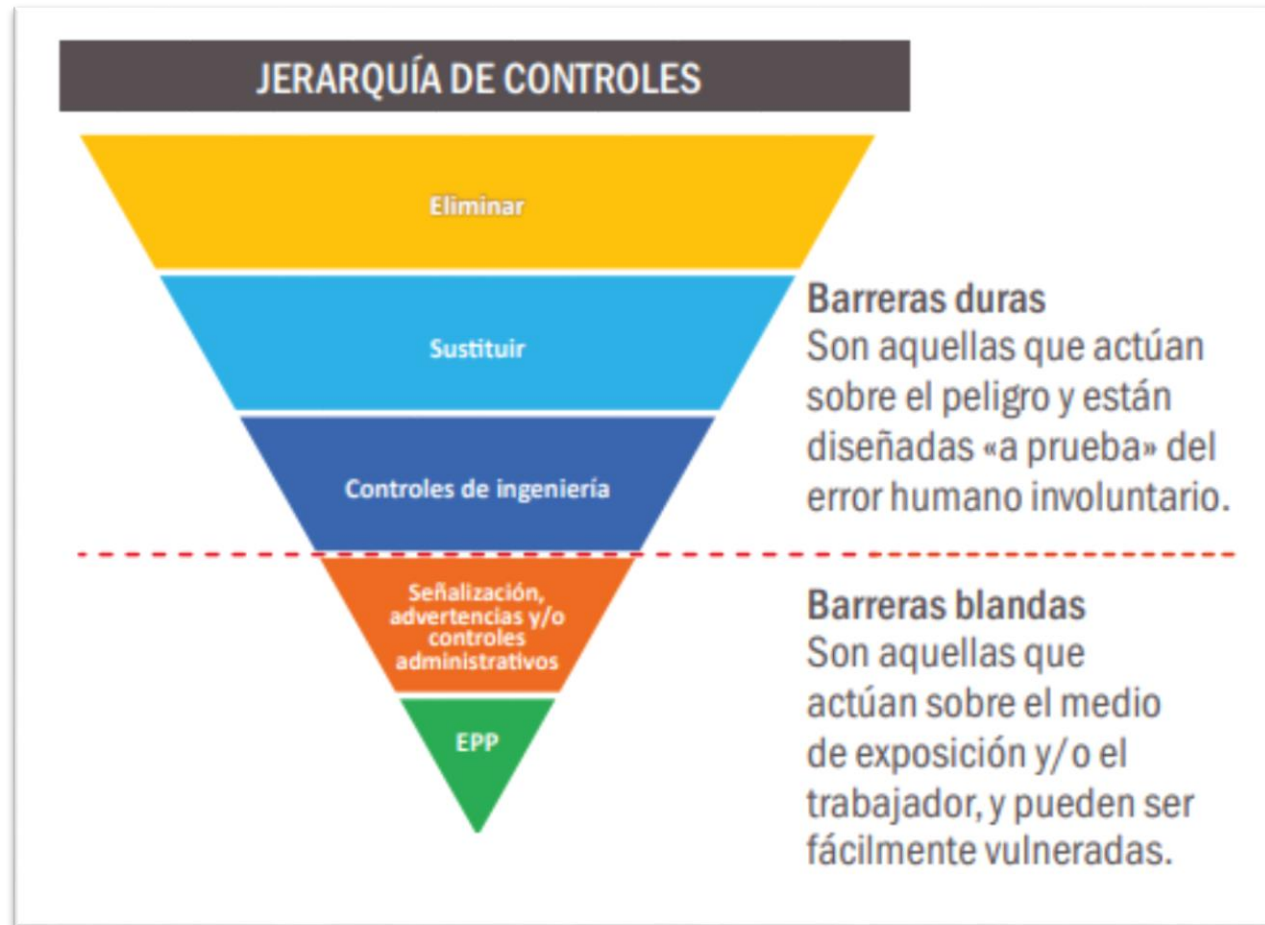 JERARQUÍA DE CONTROLES
Eliminar
Sustituir
Controles de ingeniería
Señalización,
advertencias y/o
controles
administrativos
EPP
Barreras duras
Son aquellas que actúan
sobre el peligro y están
diseñadas «a prueba» del
error humano involuntario.
Barreras blandas
Son aquellas que
actúan sobre el medio
de exposición y/o el
trabajador, y pueden ser
fácilmente vulneradas.